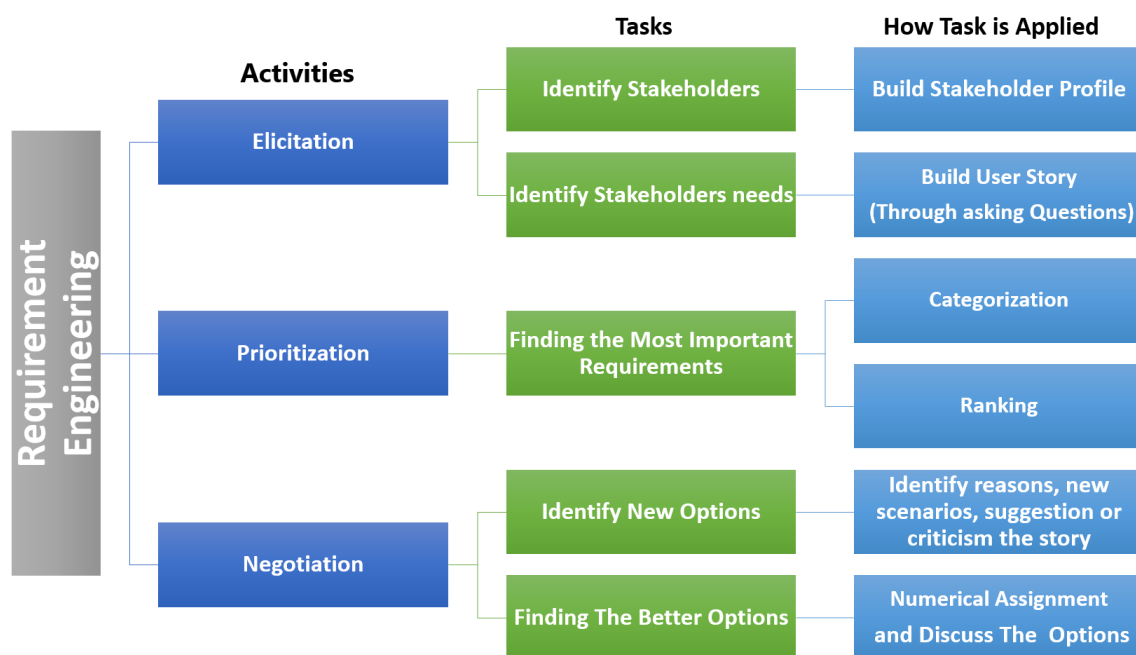 Tasks
How Task is Applied
Activities
Requirement
Engineering
Elicitation
Identify Stakeholders
Build Stakeholder Profile
Identify Stakeholders needs
Build User Story
(Through asking Questions)
Prioritization
Finding the Most Important
Requirements
Categorization
Ranking
Negotiation
Identify New Options
Identify reasons, new
scenarios, suggestion or
criticism the story
Finding The Better Options
Numerical Assignment
and Discuss The Options